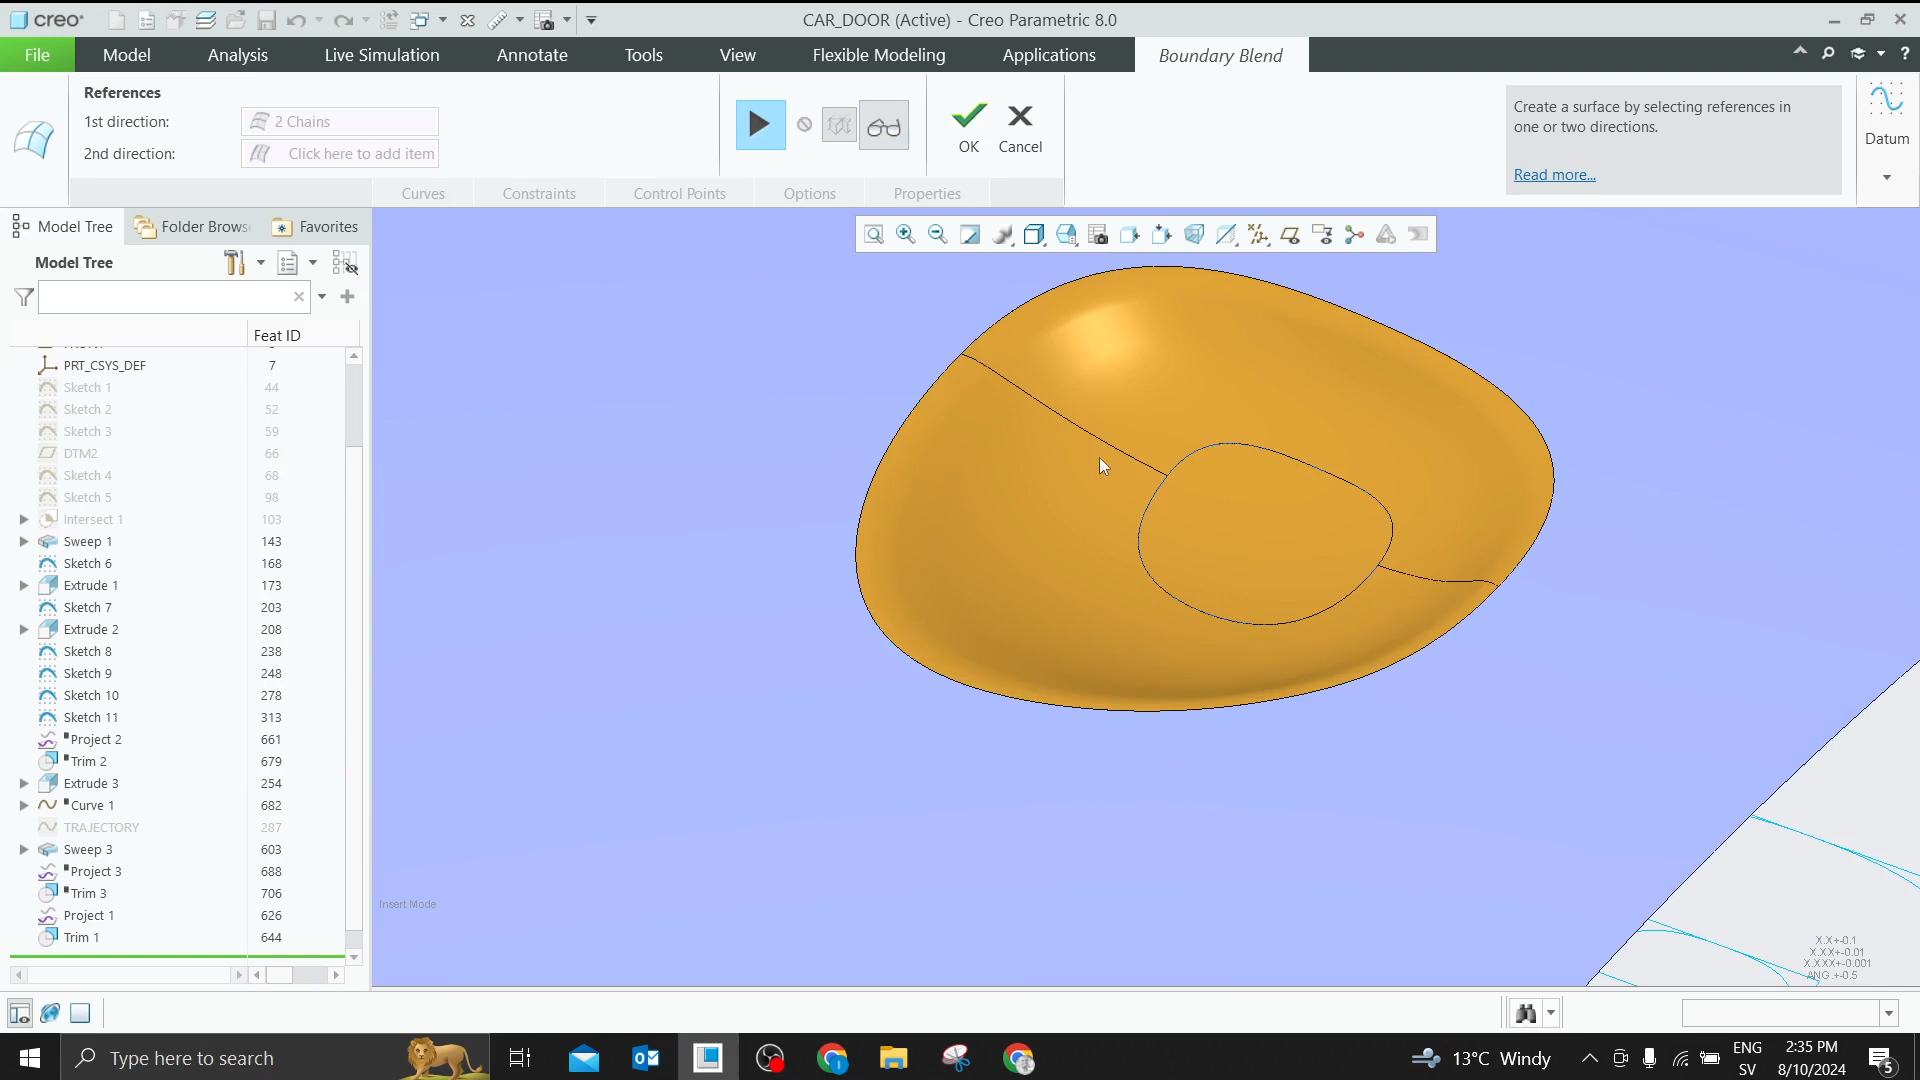 creo® CAR_DOOR (Active) - Creo Parametric 8.0
File Model Analysis Live Simulation Annotate Tools View Flexible Modeling Applications Boundary Blend
References
1st direction: 2 Chains
2nd direction: Click here to add item
OK Cancel
Create a surface by selecting references in
one or two directions.
Read more...
Datum
Curves Constraints Control Points Options Properties
Model Tree Folder Brows Favorites
Model Tree
Feat ID
PRT_CSYS_DEF 7
Sketch 1 44
Sketch 2 52
Sketch 3 59
DTM2 66
Sketch 4 68
Sketch 5 98
Intersect 1 103
Sweep 1 143
Sketch 6 168
Extrude 1 173
Sketch 7 203
Extrude 2 208
Sketch 8 238
Sketch 9 248
Sketch 10 278
Sketch 11 313
Project 2 661
Trim 2 679
Extrude 3 254
Curve 1 682
TRAJECTORY 287
Sweep 3 603
Project 3 688
Trim 3 706
Project 1 626
Trim 1 644
Insert Mode
X.X+-0.1
X.XX+-0.01
X.XXX+-0.001
ANG.+-0.5
Type here to search
13°C Windy
ENG
SV
2:35 PM
8/10/2024
5